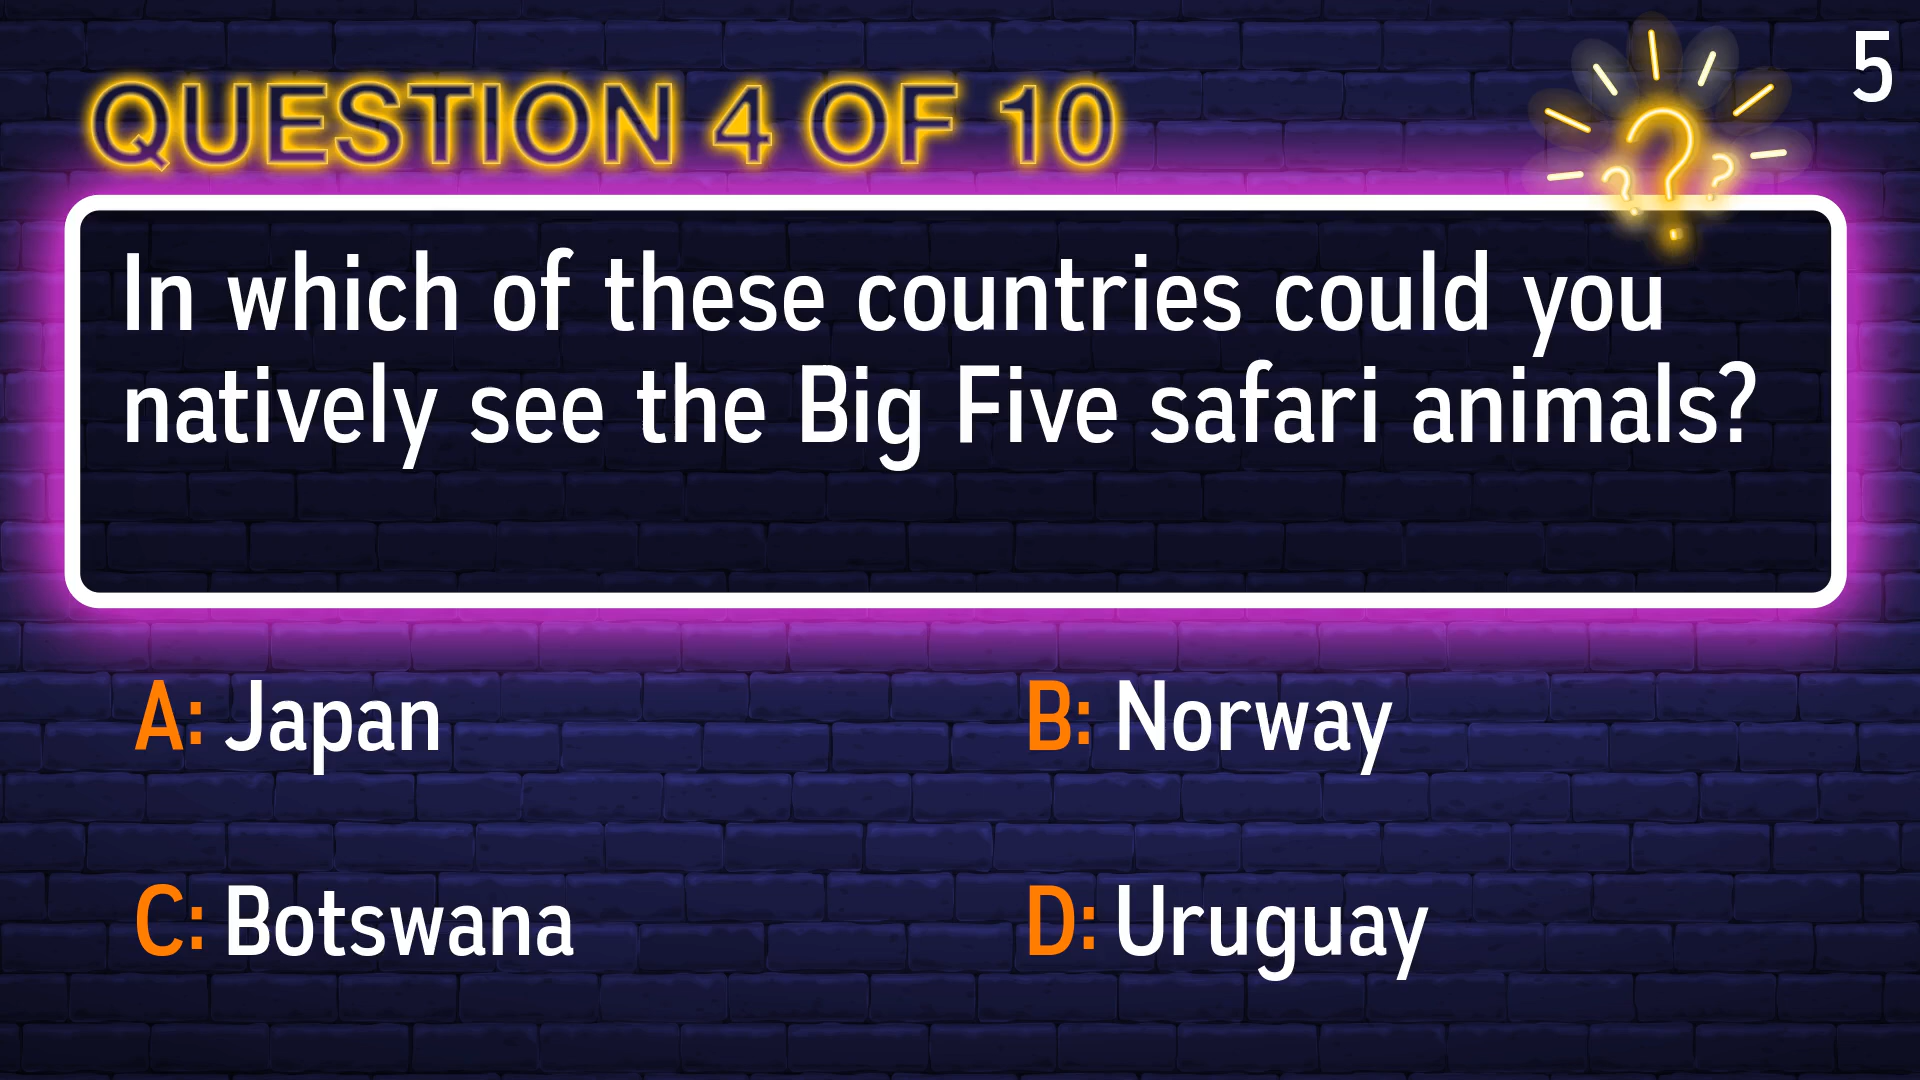 5
QUESTION 4 OF 10
In which of these countries could you
natively see the Big Five safari animals?
A: Japan
B: Norway
C: Botswana
D: Uruguay